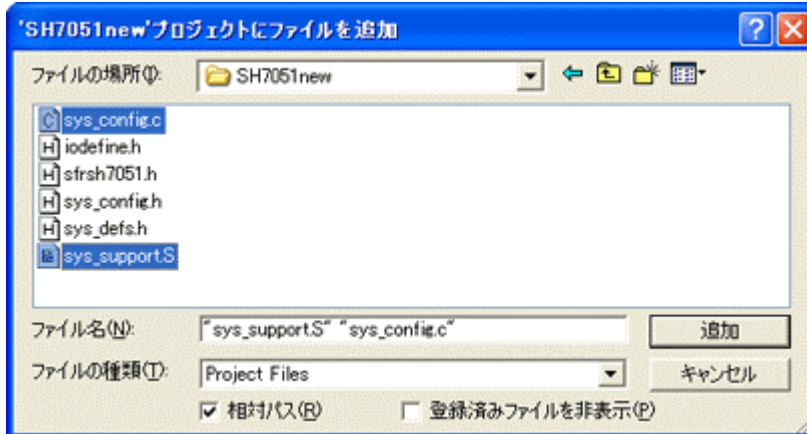 'SH7051new'プロジェクトにファイルを追加
ファイルの場所(I):
SH7051new
sys_config.c
iodefine.h
sfrsh7051.h
sys_config.h
sys_defs.h
sys_support.S
ファイル名(N):
"sys_support.S" "sys_config.c"
追加
ファイルの種類(T):
Project Files
キャンセル
相対パス(R)
登録済みファイルを非表示(P)